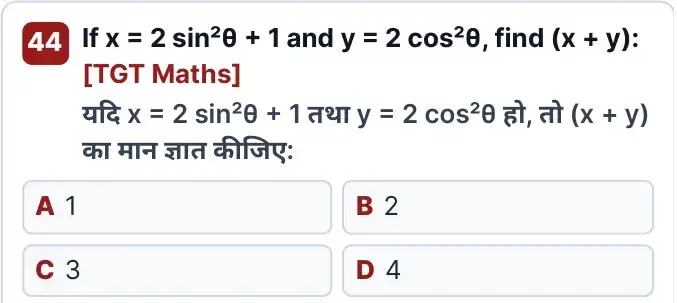 44 If x = 2 sin²θ + 1 and y = 2 cos²θ, find (x + y):
[TGT Maths]
यदि x = 2 sin²θ + 1 तथा y = 2 cos²θ हो, तो (x + y)
का मान ज्ञात कीजिए:
A 1 B 2
C 3 D 4